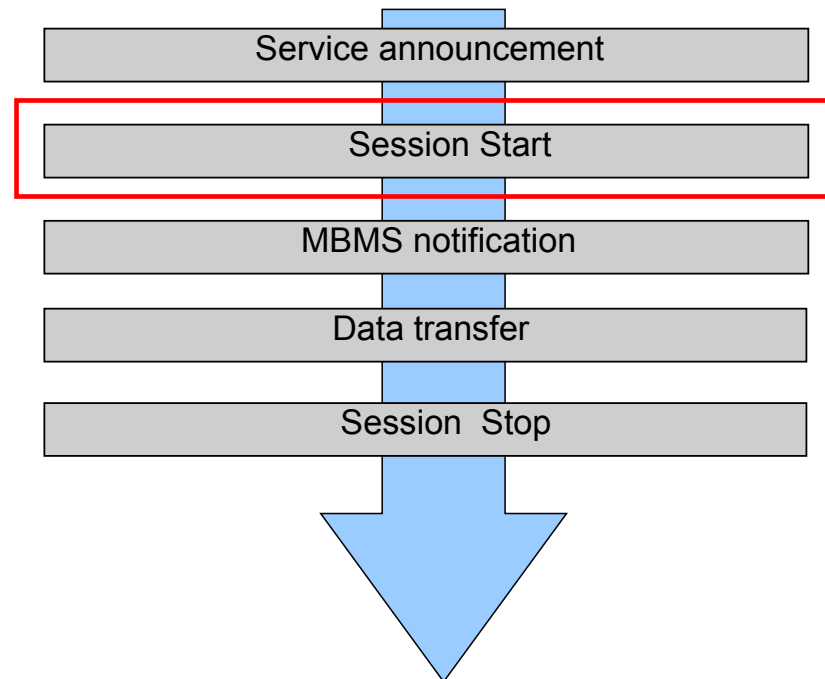 Service announcement
Session Start
MBMS notification
Data transfer
Session  Stop